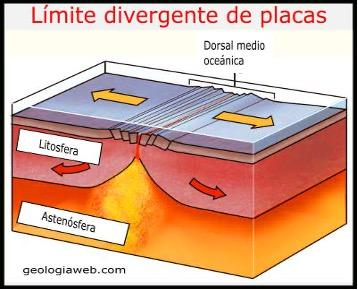 Límite divergente de placas
Dorsal medio
oceánica
Litosfera
Astenósfera
geologiaweb.com